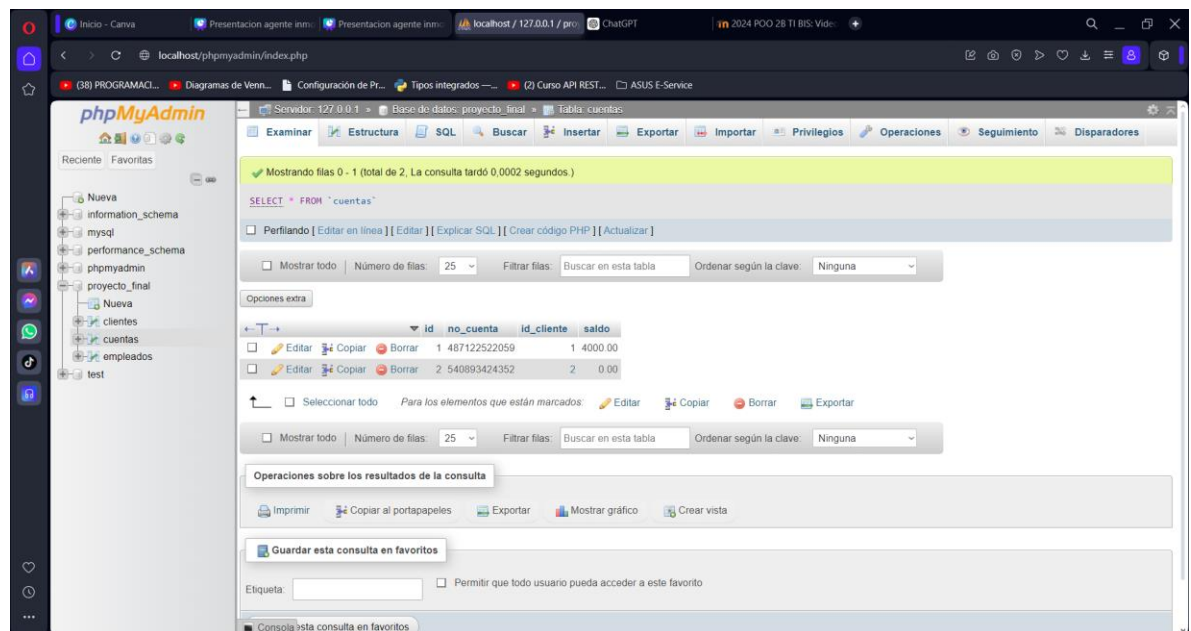 Inicio - Canva
Presentacion agente inmo
Presentacion agente inmo
localhost / 127.0.0.1 / pro
ChatGPT
2024 POO 2B TI BIS: Vide
localhost/phpmyadmin/index.php
(38) PROGRAMACI...
Diagramas de Venn...
Configuración de Pr...
Tipos integrados —...
(2) Curso API REST...
ASUS E-Service
phpMyAdmin
Reciente Favoritas
Nueva
information_schema
mysql
performance_schema
phpmyadmin
proyecto_final
Nueva
clientes
cuentas
empleados
test
Servidor: 127.0.0.1 » Base de datos: proyecto_final » Tabla: cuentas
Examinar Estructura SQL Buscar Insertar Exportar Importar Privilegios Operaciones Seguimiento Disparadores
Mostrando filas 0 - 1 (total de 2, La consulta tardó 0,0002 segundos.)
SELECT * FROM `cuentas`
Perfilando [ Editar en línea ] [ Editar ] [ Explicar SQL ] [ Crear código PHP ] [ Actualizar ]
Mostrar todo | Número de filas: 25 Filtrar filas: Buscar en esta tabla Ordenar según la clave: Ninguna
Opciones extra
←T→ id no_cuenta id_cliente saldo
Editar Copiar Borrar 1 487122522059 1 4000.00
Editar Copiar Borrar 2 540893424352 2 0.00
Seleccionar todo Para los elementos que están marcados: Editar Copiar Borrar Exportar
Mostrar todo | Número de filas: 25 Filtrar filas: Buscar en esta tabla Ordenar según la clave: Ninguna
Operaciones sobre los resultados de la consulta
Imprimir Copiar al portapapeles Exportar Mostrar gráfico Crear vista
Guardar esta consulta en favoritos
Etiqueta: Permitir que todo usuario pueda acceder a este favorito
Consola esta consulta en favoritos